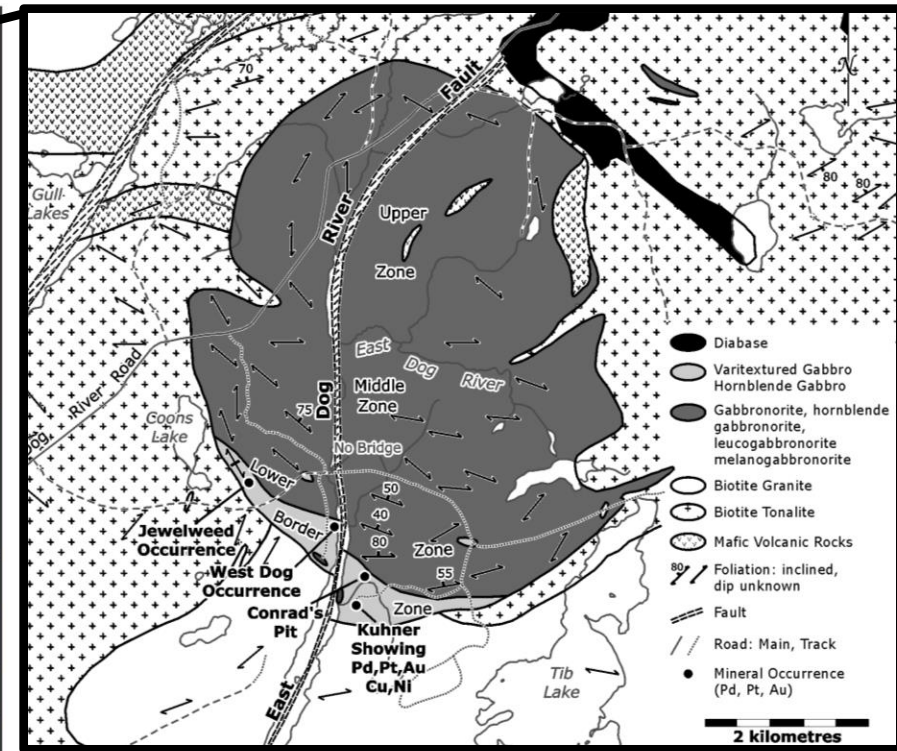 70
Fault
N
Gull
Lakes
80
80
River
Upper
Zone
East
Dog
River
Dog
River Road
Middle
Zone
75
Coons
Lake
Dog
No Bridge
Lower
50
40
80
Border
Zone
55
Zone
Jewelweed
Occurrence
West Dog
Occurrence
Conrad's
Pit
Kuhner
Showing
Pd,Pt,Au
Cu,Ni
East
Tib
Lake
Diabase
Varitextured Gabbro
Hornblende Gabbro
Gabbronorite, hornblende
gabbronorite,
leucogabbronorite
melanogabbronorite
Biotite Granite
Biotite Tonalite
Mafic Volcanic Rocks
80
Foliation: inclined,
dip unknown
Fault
Road: Main, Track
Mineral Occurrence
(Pd, Pt, Au)
2 kilometres